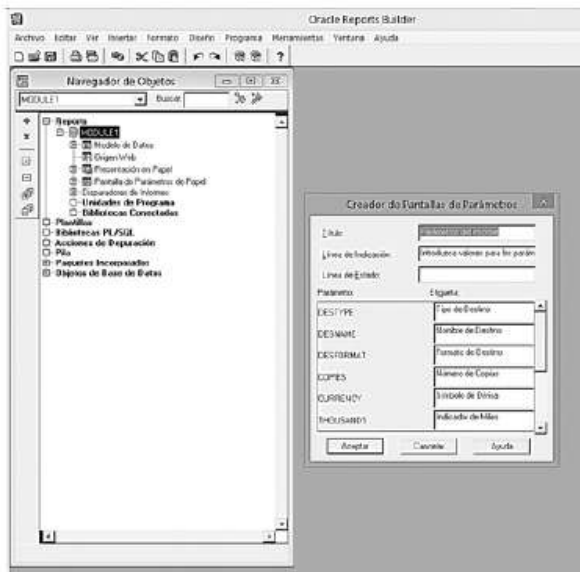 Oracle Reports Builder
Archivo Editar Ver Insertar Formato Diseño Programa Herramientas Ventana Ayuda
Navegador de Objetos
MODULE1 Buscar
Reports
MODULE1
Modelo de Datos
Origen Web
Presentación en Papel
Pantalla de Parámetros de Papel
Disparadores de Informes
Unidades de Programa
Bibliotecas Conectadas
Plantillas
Bibliotecas PL/SQL
Acciones de Depuración
Pila
Paquetes Incorporados
Objetos de Base de Datos
Creador de Pantallas de Parámetros
Título:
Línea de Indicación: Introduzca valores para los parám
Línea de Estado:
Parámetro Etiqueta
DESTYPE Tipo de Destino
DESNAME Nombre de Destino
DESFORMAT Formato de Destino
COPIES Número de Copias
CURRENCY Símbolo de Divisa
THOUSANDS Indicador de Miles
Aceptar Cancelar Ayuda